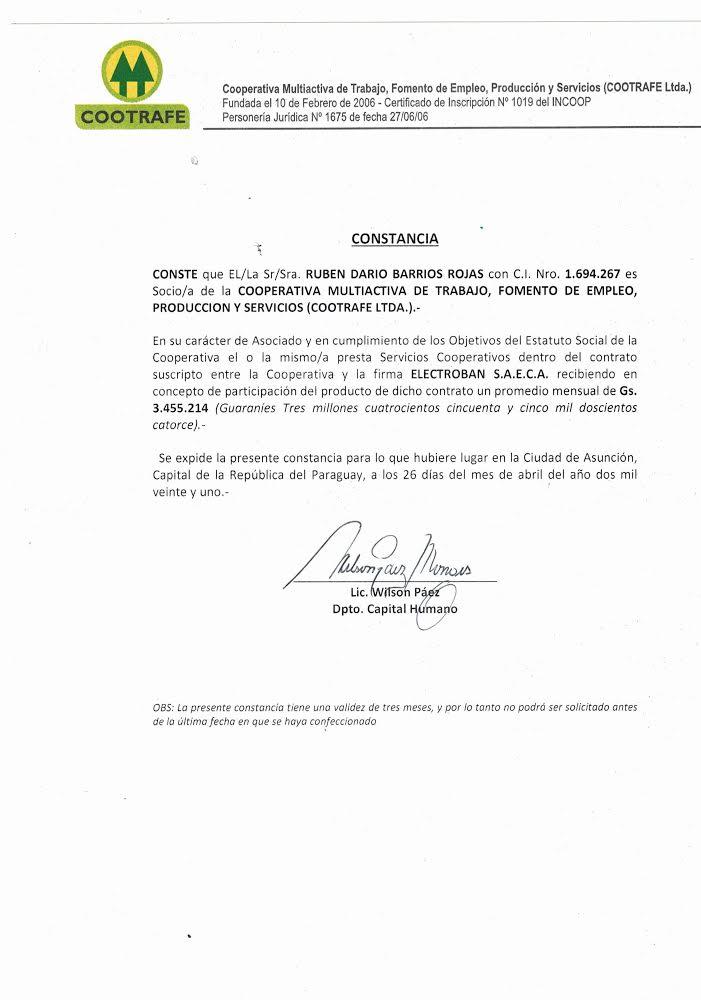 COOTRAFE
Cooperativa Multiactiva de Trabajo, Fomento de Empleo, Producción y Servicios (COOTRAFE Ltda.)
Fundada el 10 de Febrero de 2006 - Certificado de Inscripción Nº 1019 del INCOOP
Personería Jurídica Nº 1675 de fecha 27/06/06
CONSTANCIA
CONSTE que EL/La Sr/Sra. RUBEN DARIO BARRIOS ROJAS con C.I. Nro. 1.694.267 es
Socio/a de la COOPERATIVA MULTIACTIVA DE TRABAJO, FOMENTO DE EMPLEO,
PRODUCCION Y SERVICIOS (COOTRAFE LTDA.).-
En su carácter de Asociado y en cumplimiento de los Objetivos del Estatuto Social de la
Cooperativa el o la mismo/a presta Servicios Cooperativos dentro del contrato
suscripto entre la Cooperativa y la firma ELECTROBAN S.A.E.C.A. recibiendo en
concepto de participación del producto de dicho contrato un promedio mensual de Gs.
3.455.214 (Guaraníes Tres millones cuatrocientos cincuenta y cinco mil doscientos
catorce).-
Se expide la presente constancia para lo que hubiere lugar en la Ciudad de Asunción,
Capital de la República del Paraguay, a los 26 días del mes de abril del año dos mil
veinte y uno.-
Lic. Wilson Páez
Dpto. Capital Humano
OBS: La presente constancia tiene una validez de tres meses, y por lo tanto no podrá ser solicitado antes
de la última fecha en que se haya confeccionado